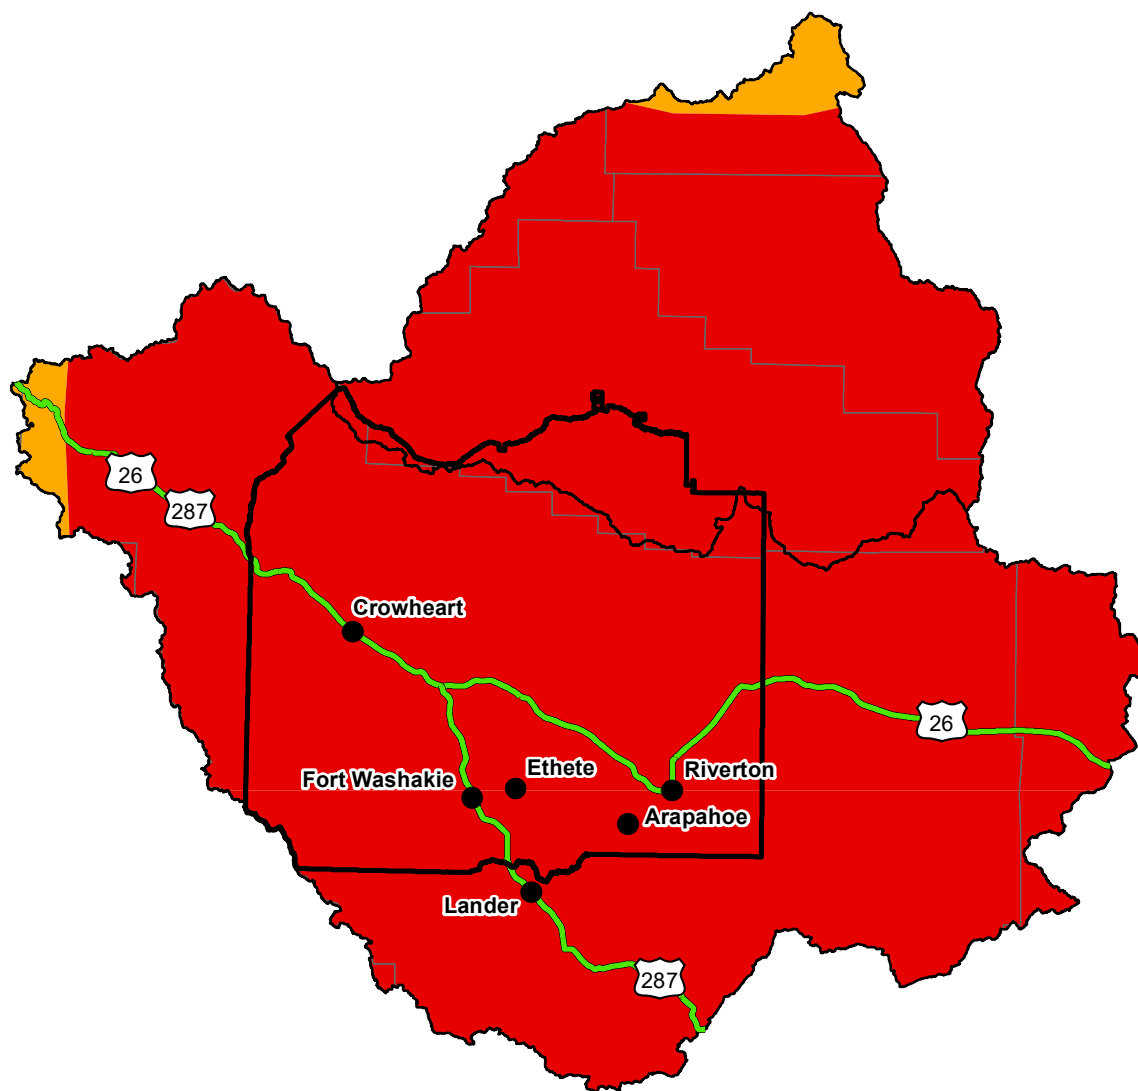 26
287
Crowheart
26
Ethete
Riverton
Fort Washakie
Arapahoe
Lander
287